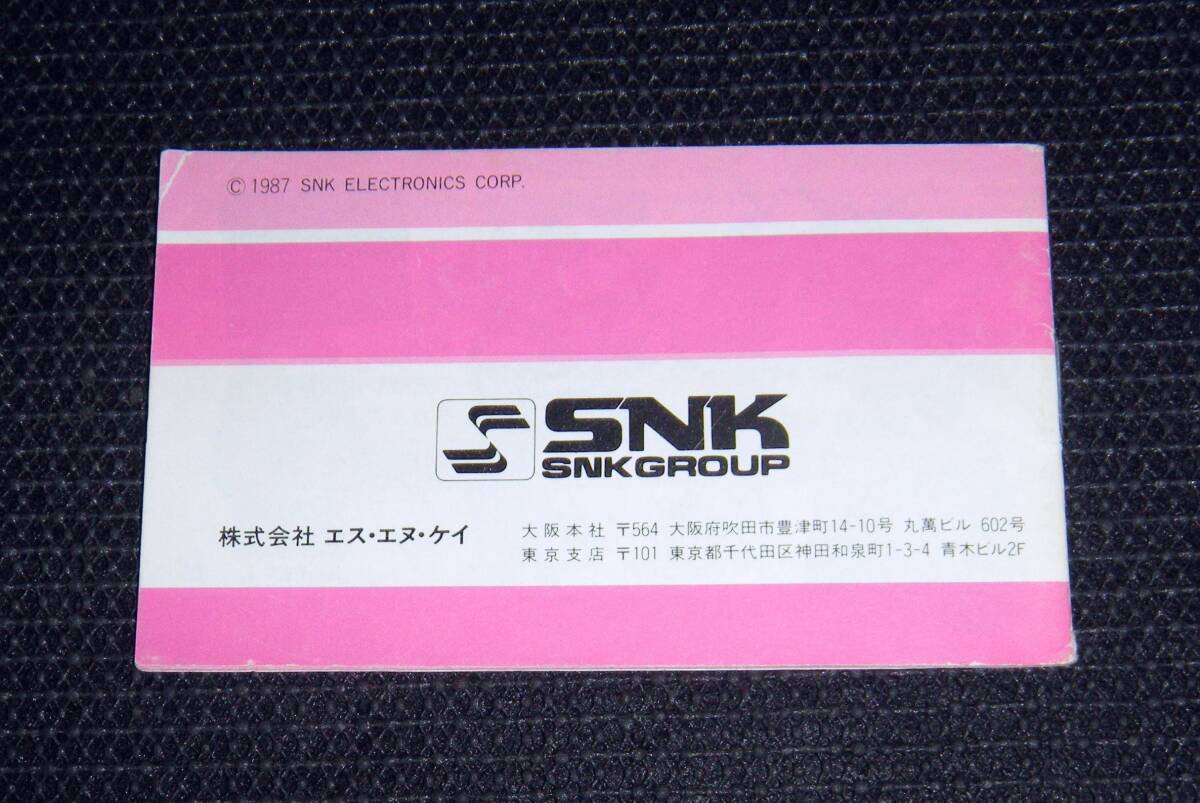 © 1987 SNK ELECTRONICS CORP.
SNK
SNKGROUP
株式会社 エス・エヌ・ケイ
大阪本社 〒564 大阪府吹田市豊津町14-10号 丸萬ビル 602号
東京支店 〒101 東京都千代田区神田和泉町1-3-4 青木ビル2F